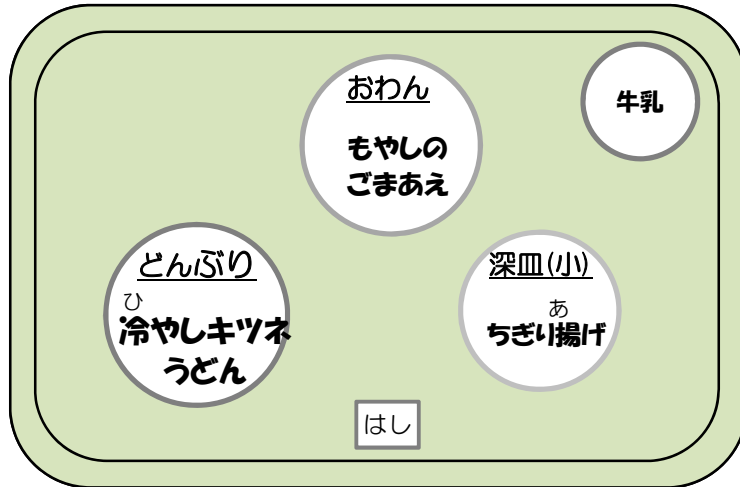 おわん
もやしの
ごまあえ
牛乳
どんぶり
ひ
冷やしキツネ
うどん
深皿(小)
あ
ちぎり揚げ
はし